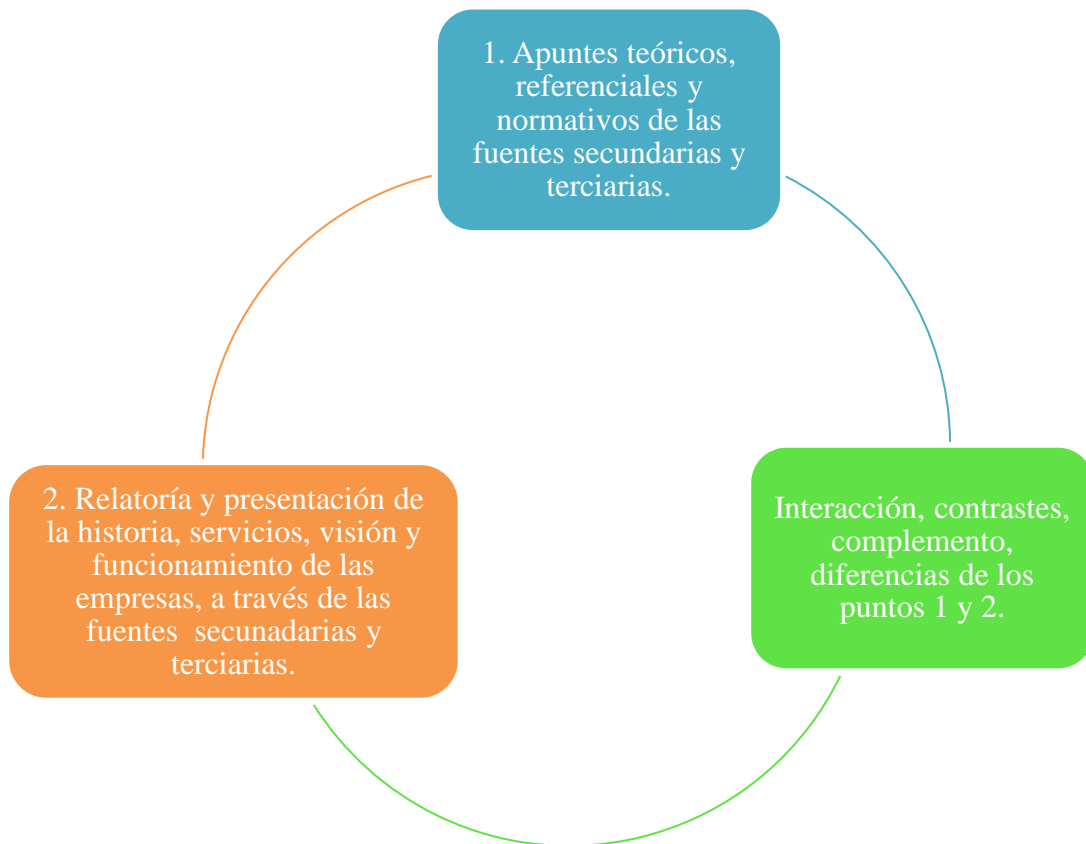 1. Apuntes teóricos,
referenciales y
normativos de las
fuentes secundarias y
terciarias.
Interacción, contrastes,
complemento,
diferencias de los
puntos 1 y 2.
2. Relatoría y presentación de
la historia, servicios, visión y
funcionamiento de las
empresas, a través de las
fuentes secunadarias y
terciarias.